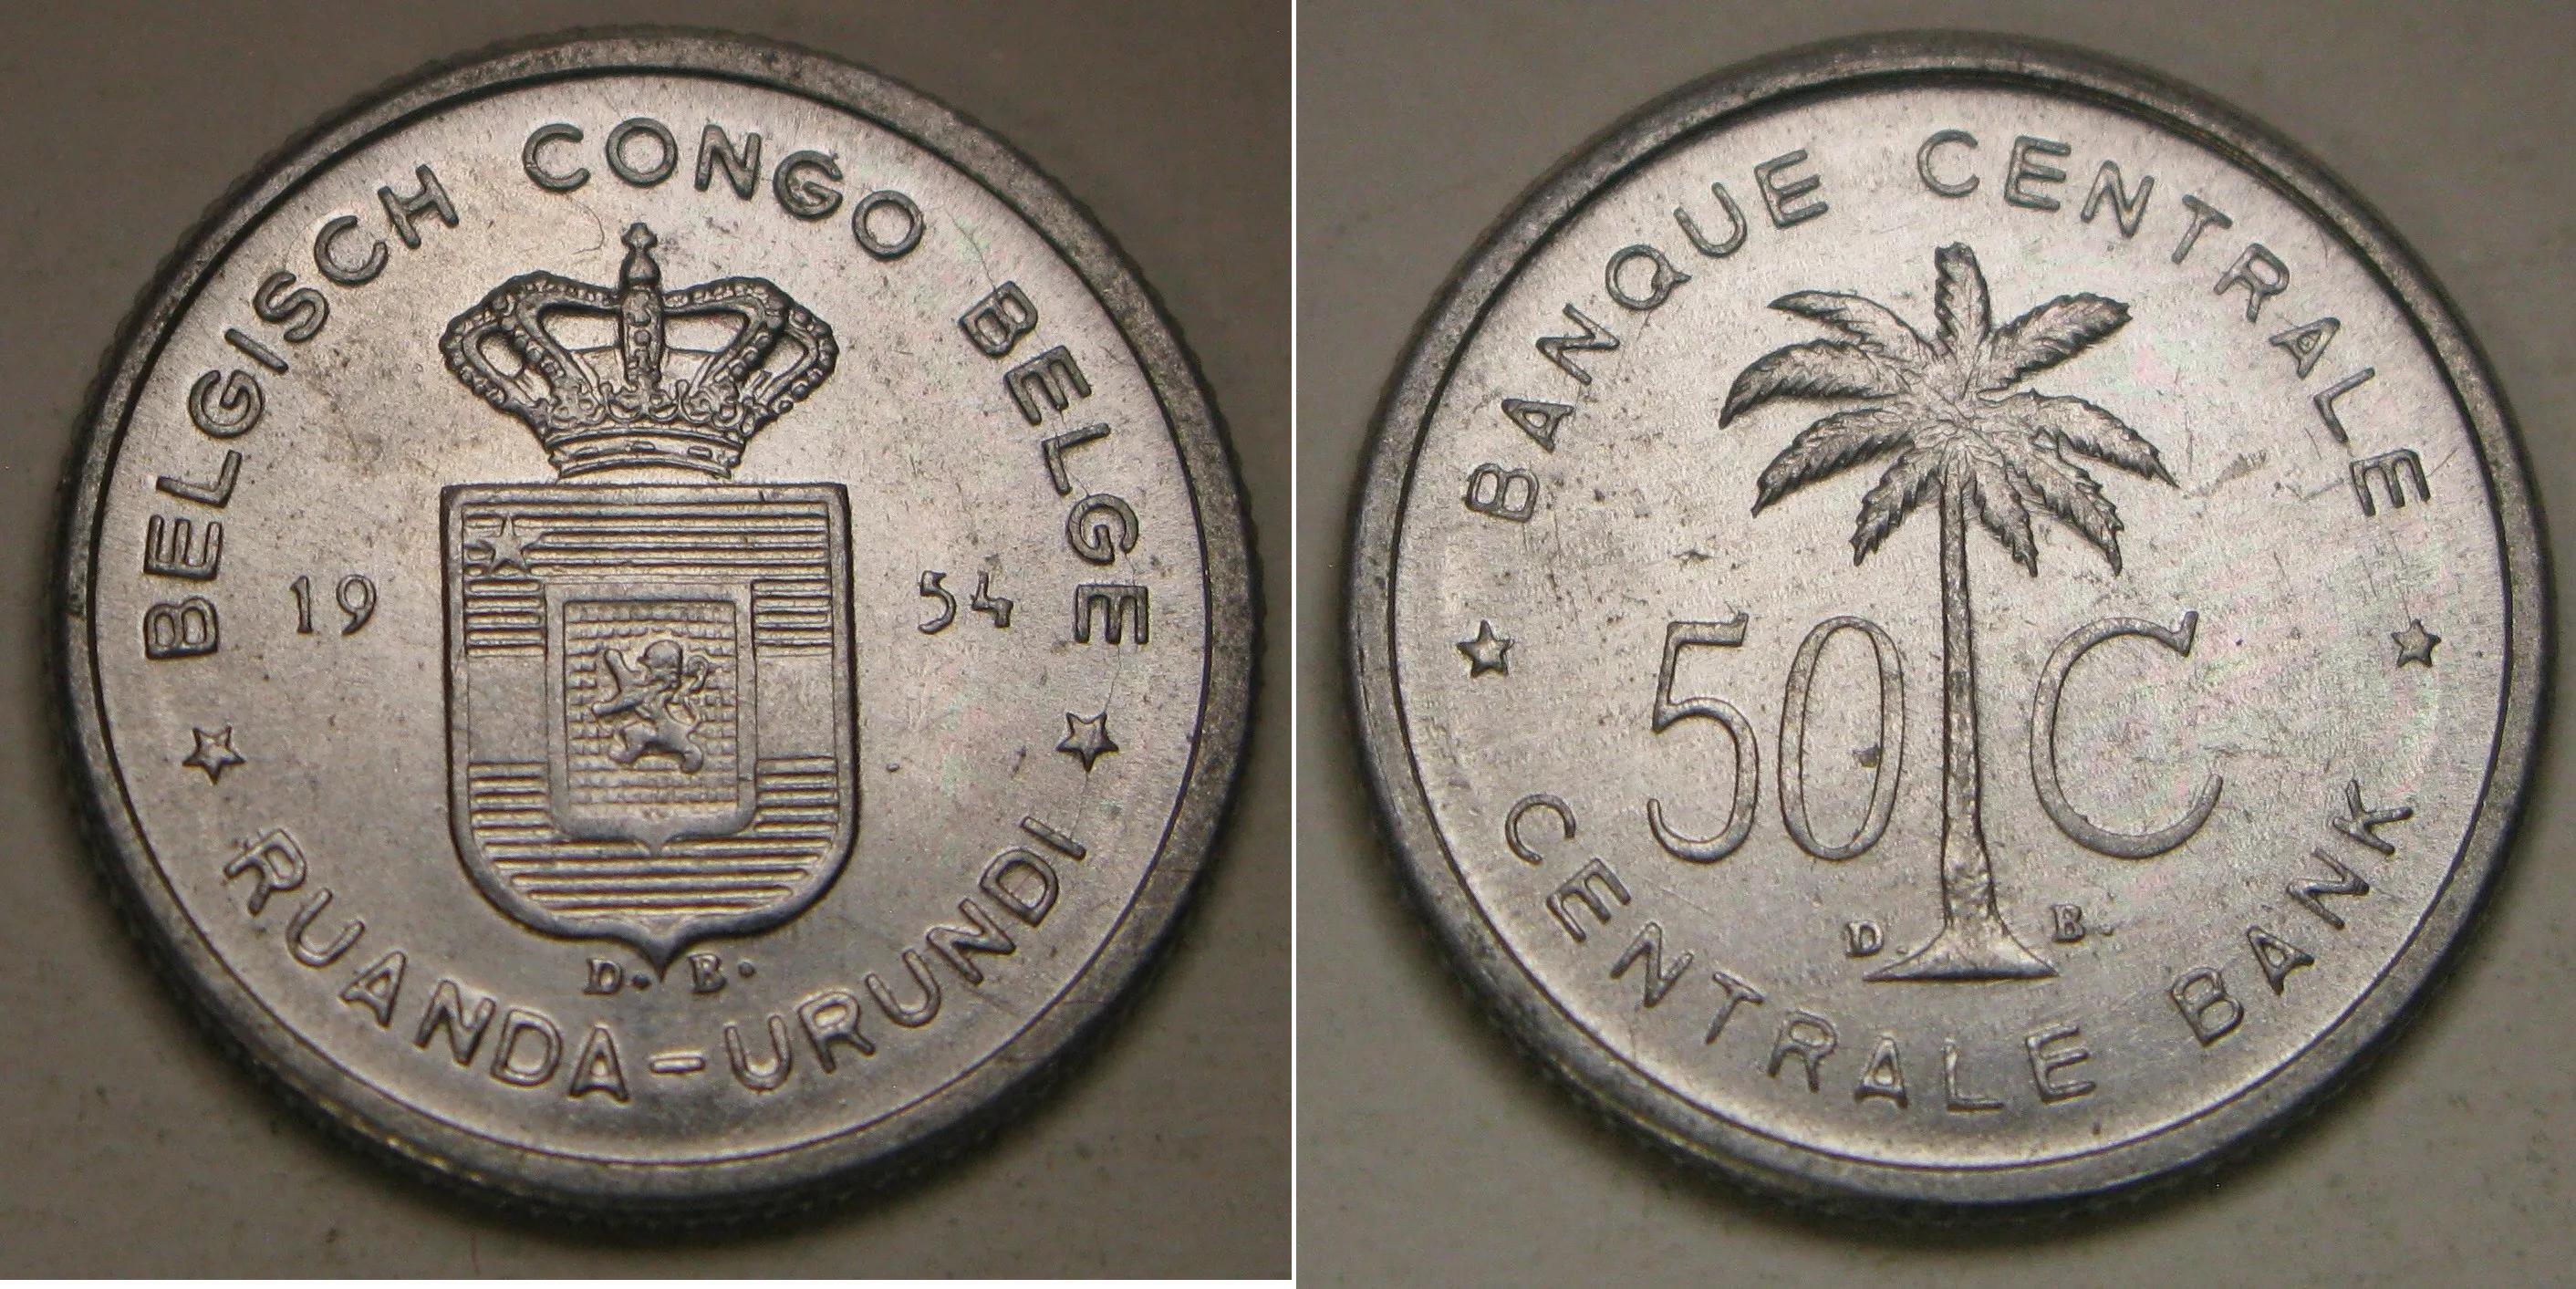 BELGISCH CONGO BELGE
19 54
D. B.
RUANDA-URUNDI
BANQUE CENTRALE
50 C
D. B.
CENTRALE BANK